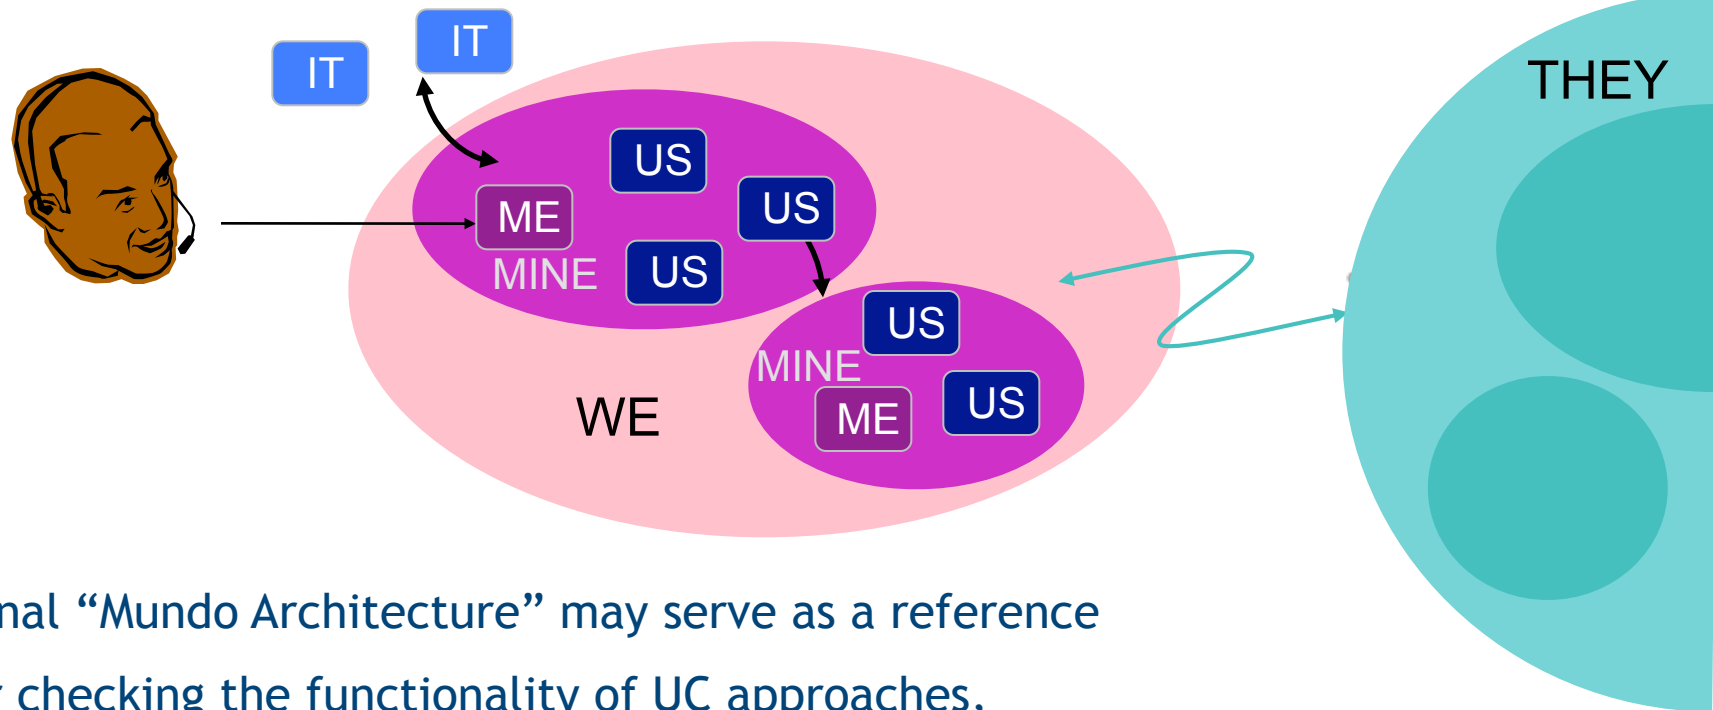 IT
IT
THEY
US
US
ME
MINE
US
US
MINE
ME
US
WE
“Mundo Architecture” may serve as a reference
checking the functionality of UC approaches.